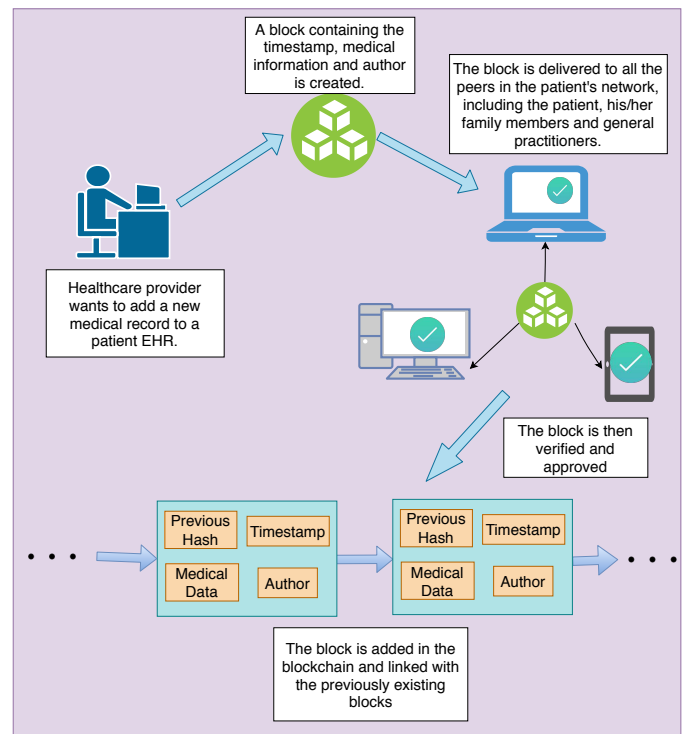 A block containing the
timestamp, medical
information and author
is created.
The block is delivered to all the
peers in the patient's network,
including the patient, his/her
family members and general
practitioners.
Healthcare provider
wants to add a new
medical record to a
patient EHR.
The block is then
verified and
approved
Previous
Hash
Timestamp
Medical
Data
Author
Previous
Hash
Timestamp
Medical
Data
Author
The block is added in the
blockchain and linked with
the previously existing
blocks